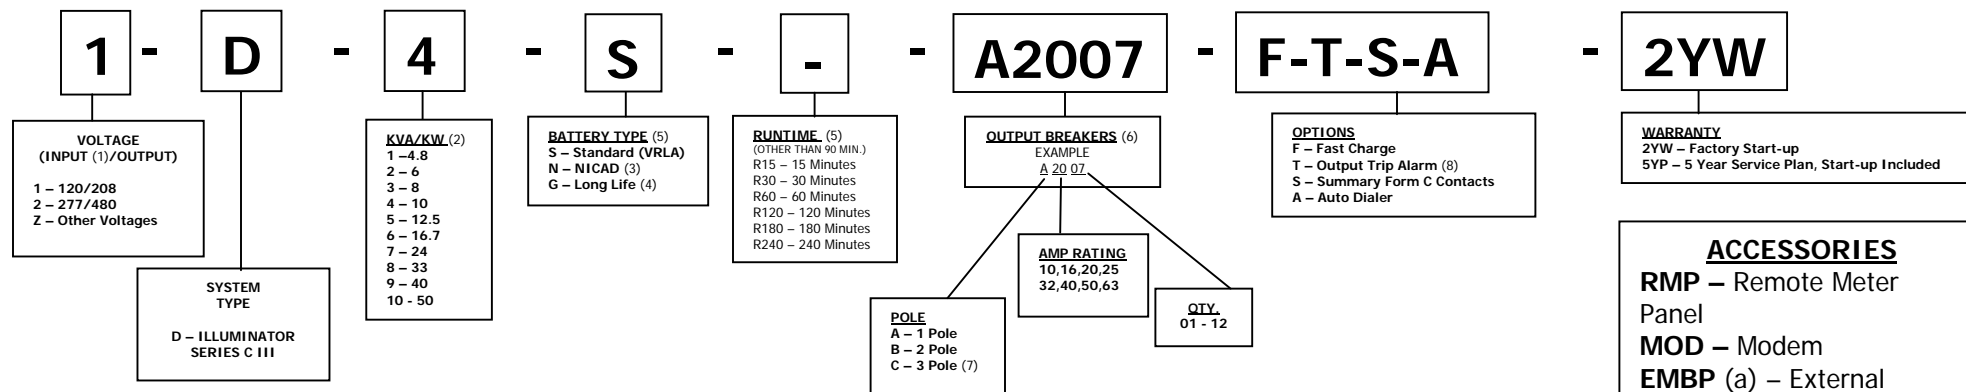 1 - D - 4 - S - - - A2007 - F-T-S-A - 2YW
VOLTAGE
(INPUT (1)/OUTPUT)
1 – 120/208
2 – 277/480
Z – Other Voltages
SYSTEM
TYPE
D – ILLUMINATOR
SERIES C III
KVA/KW (2)
1 –4.8
2 – 6
3 – 8
4 – 10
5 – 12.5
6 – 16.7
7 – 24
8 – 33
9 – 40
10 - 50
BATTERY TYPE (5)
S – Standard (VRLA)
N – NICAD (3)
G – Long Life (4)
RUNTIME (5)
(OTHER THAN 90 MIN.)
R15 – 15 Minutes
R30 – 30 Minutes
R60 – 60 Minutes
R120 – 120 Minutes
R180 – 180 Minutes
R240 – 240 Minutes
OUTPUT BREAKERS (6)
EXAMPLE
A 20 07
POLE
A – 1 Pole
B – 2 Pole
C – 3 Pole (7)
AMP RATING
10,16,20,25
32,40,50,63
QTY.
01 - 12
OPTIONS
F – Fast Charge
T – Output Trip Alarm (8)
S – Summary Form C Contacts
A – Auto Dialer
WARRANTY
2YW – Factory Start-up
5YP – 5 Year Service Plan, Start-up Included
ACCESSORIES
RMP – Remote Meter
Panel
MOD – Modem
EMBP (a) – External